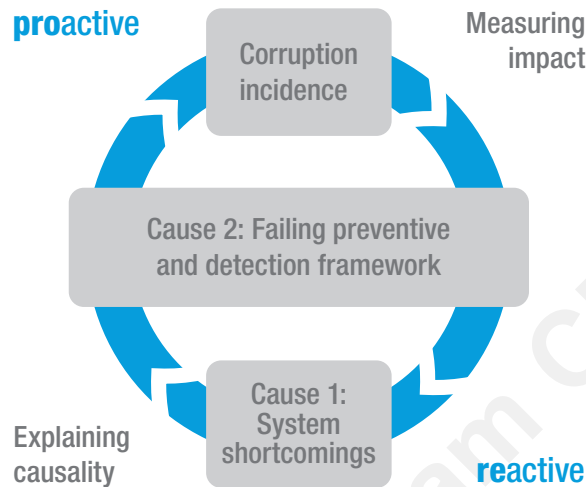 proactive
Measuring
impact
Corruption
incidence
Cause 2: Failing preventive
and detection framework
Cause 1:
System
shortcomings
Explaining
causality
reactive